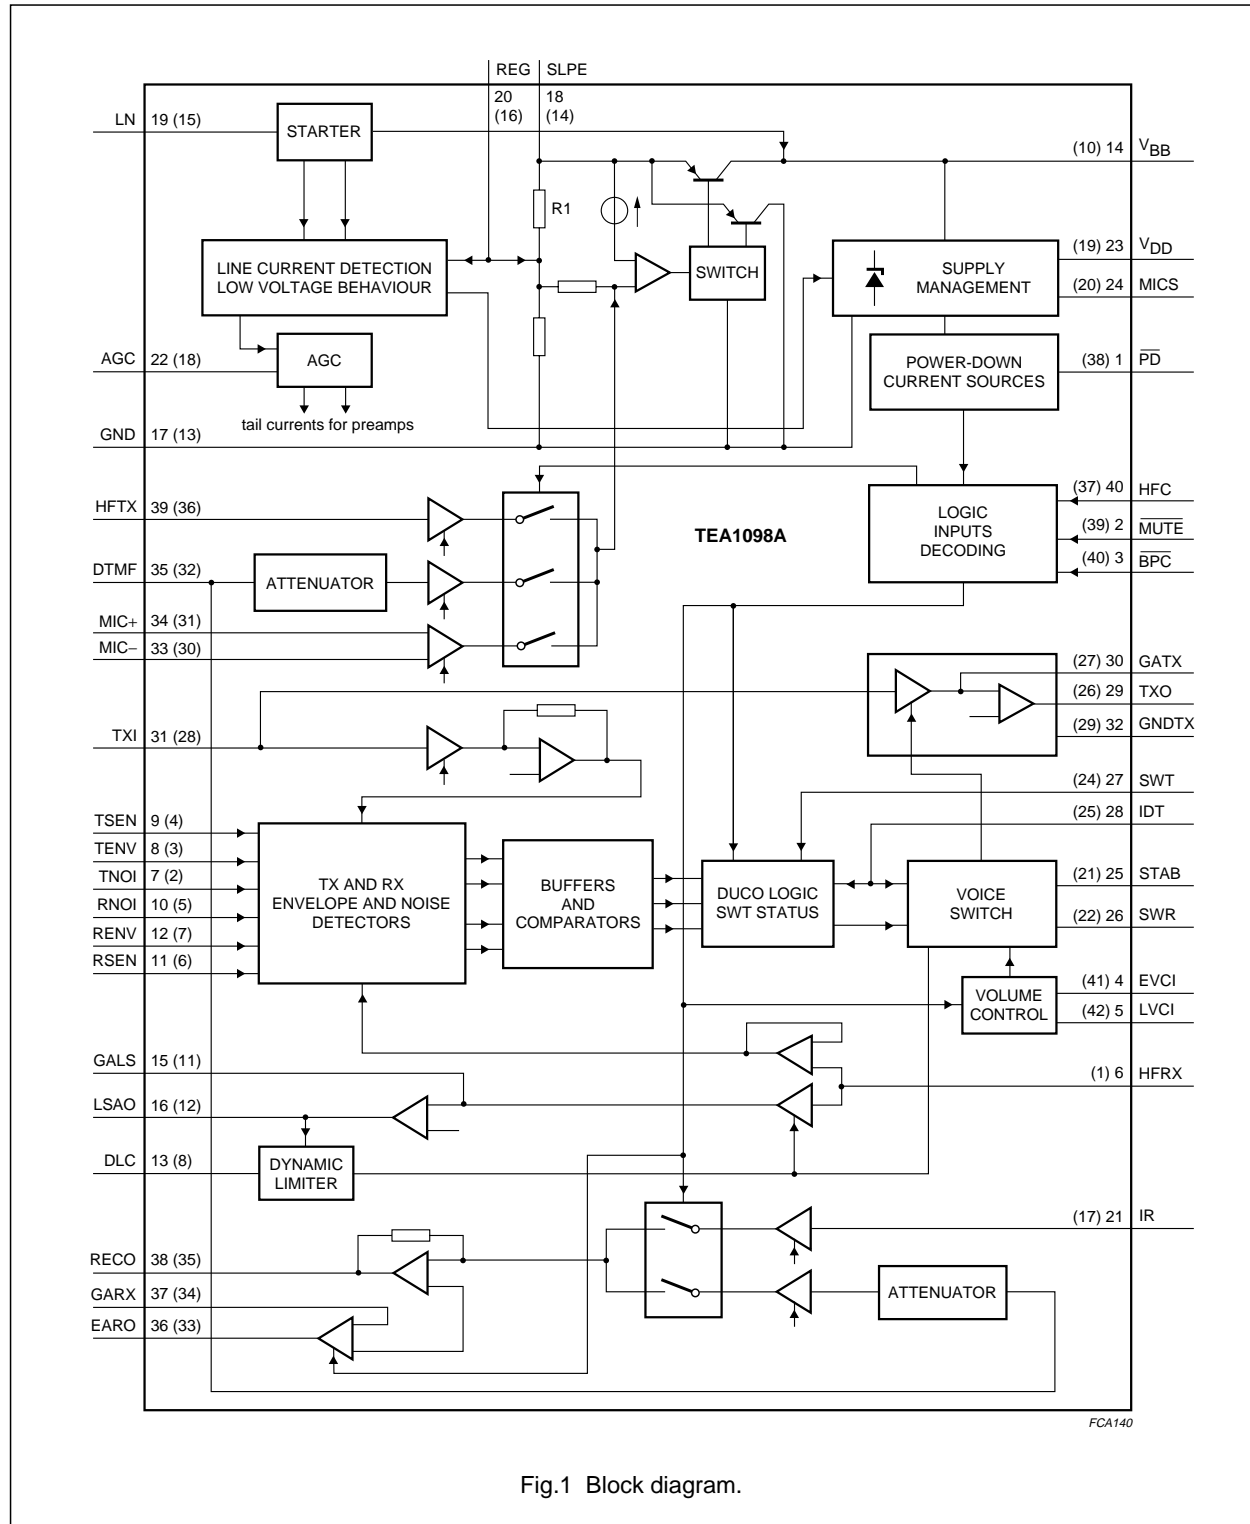 REG SLPE
20 18
(16) (14)
LN 19 (15)
STARTER
(10) 14 VBB
R1
LINE CURRENT DETECTION
LOW VOLTAGE BEHAVIOUR
SWITCH
SUPPLY
MANAGEMENT
(19) 23 VDD
(20) 24 MICS
AGC 22 (18)
AGC
POWER-DOWN
CURRENT SOURCES
(38) 1 P̅D̅
tail currents for preamps
GND 17 (13)
HFTX 39 (36)
TEA1098A
LOGIC
INPUTS
DECODING
(37) 40 HFC
(39) 2 M̅U̅T̅E̅
(40) 3 B̅P̅C̅
DTMF 35 (32)
ATTENUATOR
MIC+ 34 (31)
MIC− 33 (30)
(27) 30 GATX
(26) 29 TXO
(29) 32 GNDTX
TXI 31 (28)
(24) 27 SWT
(25) 28 IDT
TSEN 9 (4)
TENV 8 (3)
TNOI 7 (2)
RNOI 10 (5)
RENV 12 (7)
RSEN 11 (6)
TX AND RX
ENVELOPE AND NOISE
DETECTORS
BUFFERS
AND
COMPARATORS
DUCO LOGIC
SWT STATUS
VOICE
SWITCH
(21) 25 STAB
(22) 26 SWR
VOLUME
CONTROL
(41) 4 EVCI
(42) 5 LVCI
GALS 15 (11)
(1) 6 HFRX
LSAO 16 (12)
DLC 13 (8)
DYNAMIC
LIMITER
(17) 21 IR
RECO 38 (35)
ATTENUATOR
GARX 37 (34)
EARO 36 (33)
FCA140
Fig.1 Block diagram.